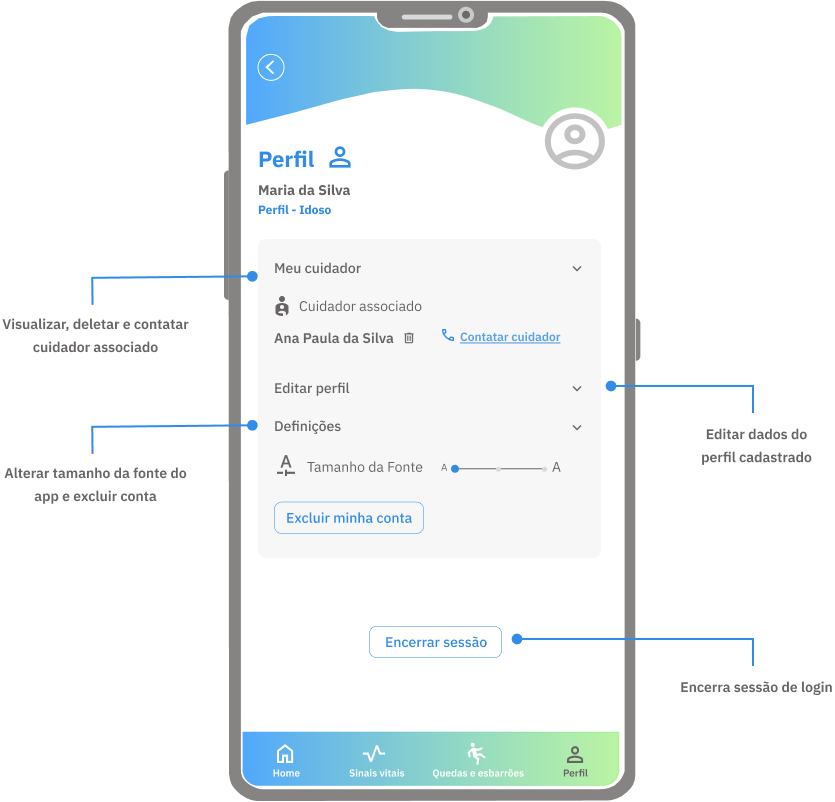 Perfil
Maria da Silva
Perfil - Idoso
Meu cuidador
Cuidador associado
Ana Paula da Silva
Contatar cuidador
Editar perfil
Definições
A
Tamanho da Fonte
A
A
Excluir minha conta
Encerrar sessão
Home
Sinais vitais
Quedas e esbarrões
Perfil
Visualizar, deletar e contatar
cuidador associado
Alterar tamanho da fonte do
app e excluir conta
Editar dados do
perfil cadastrado
Encerra sessão de login